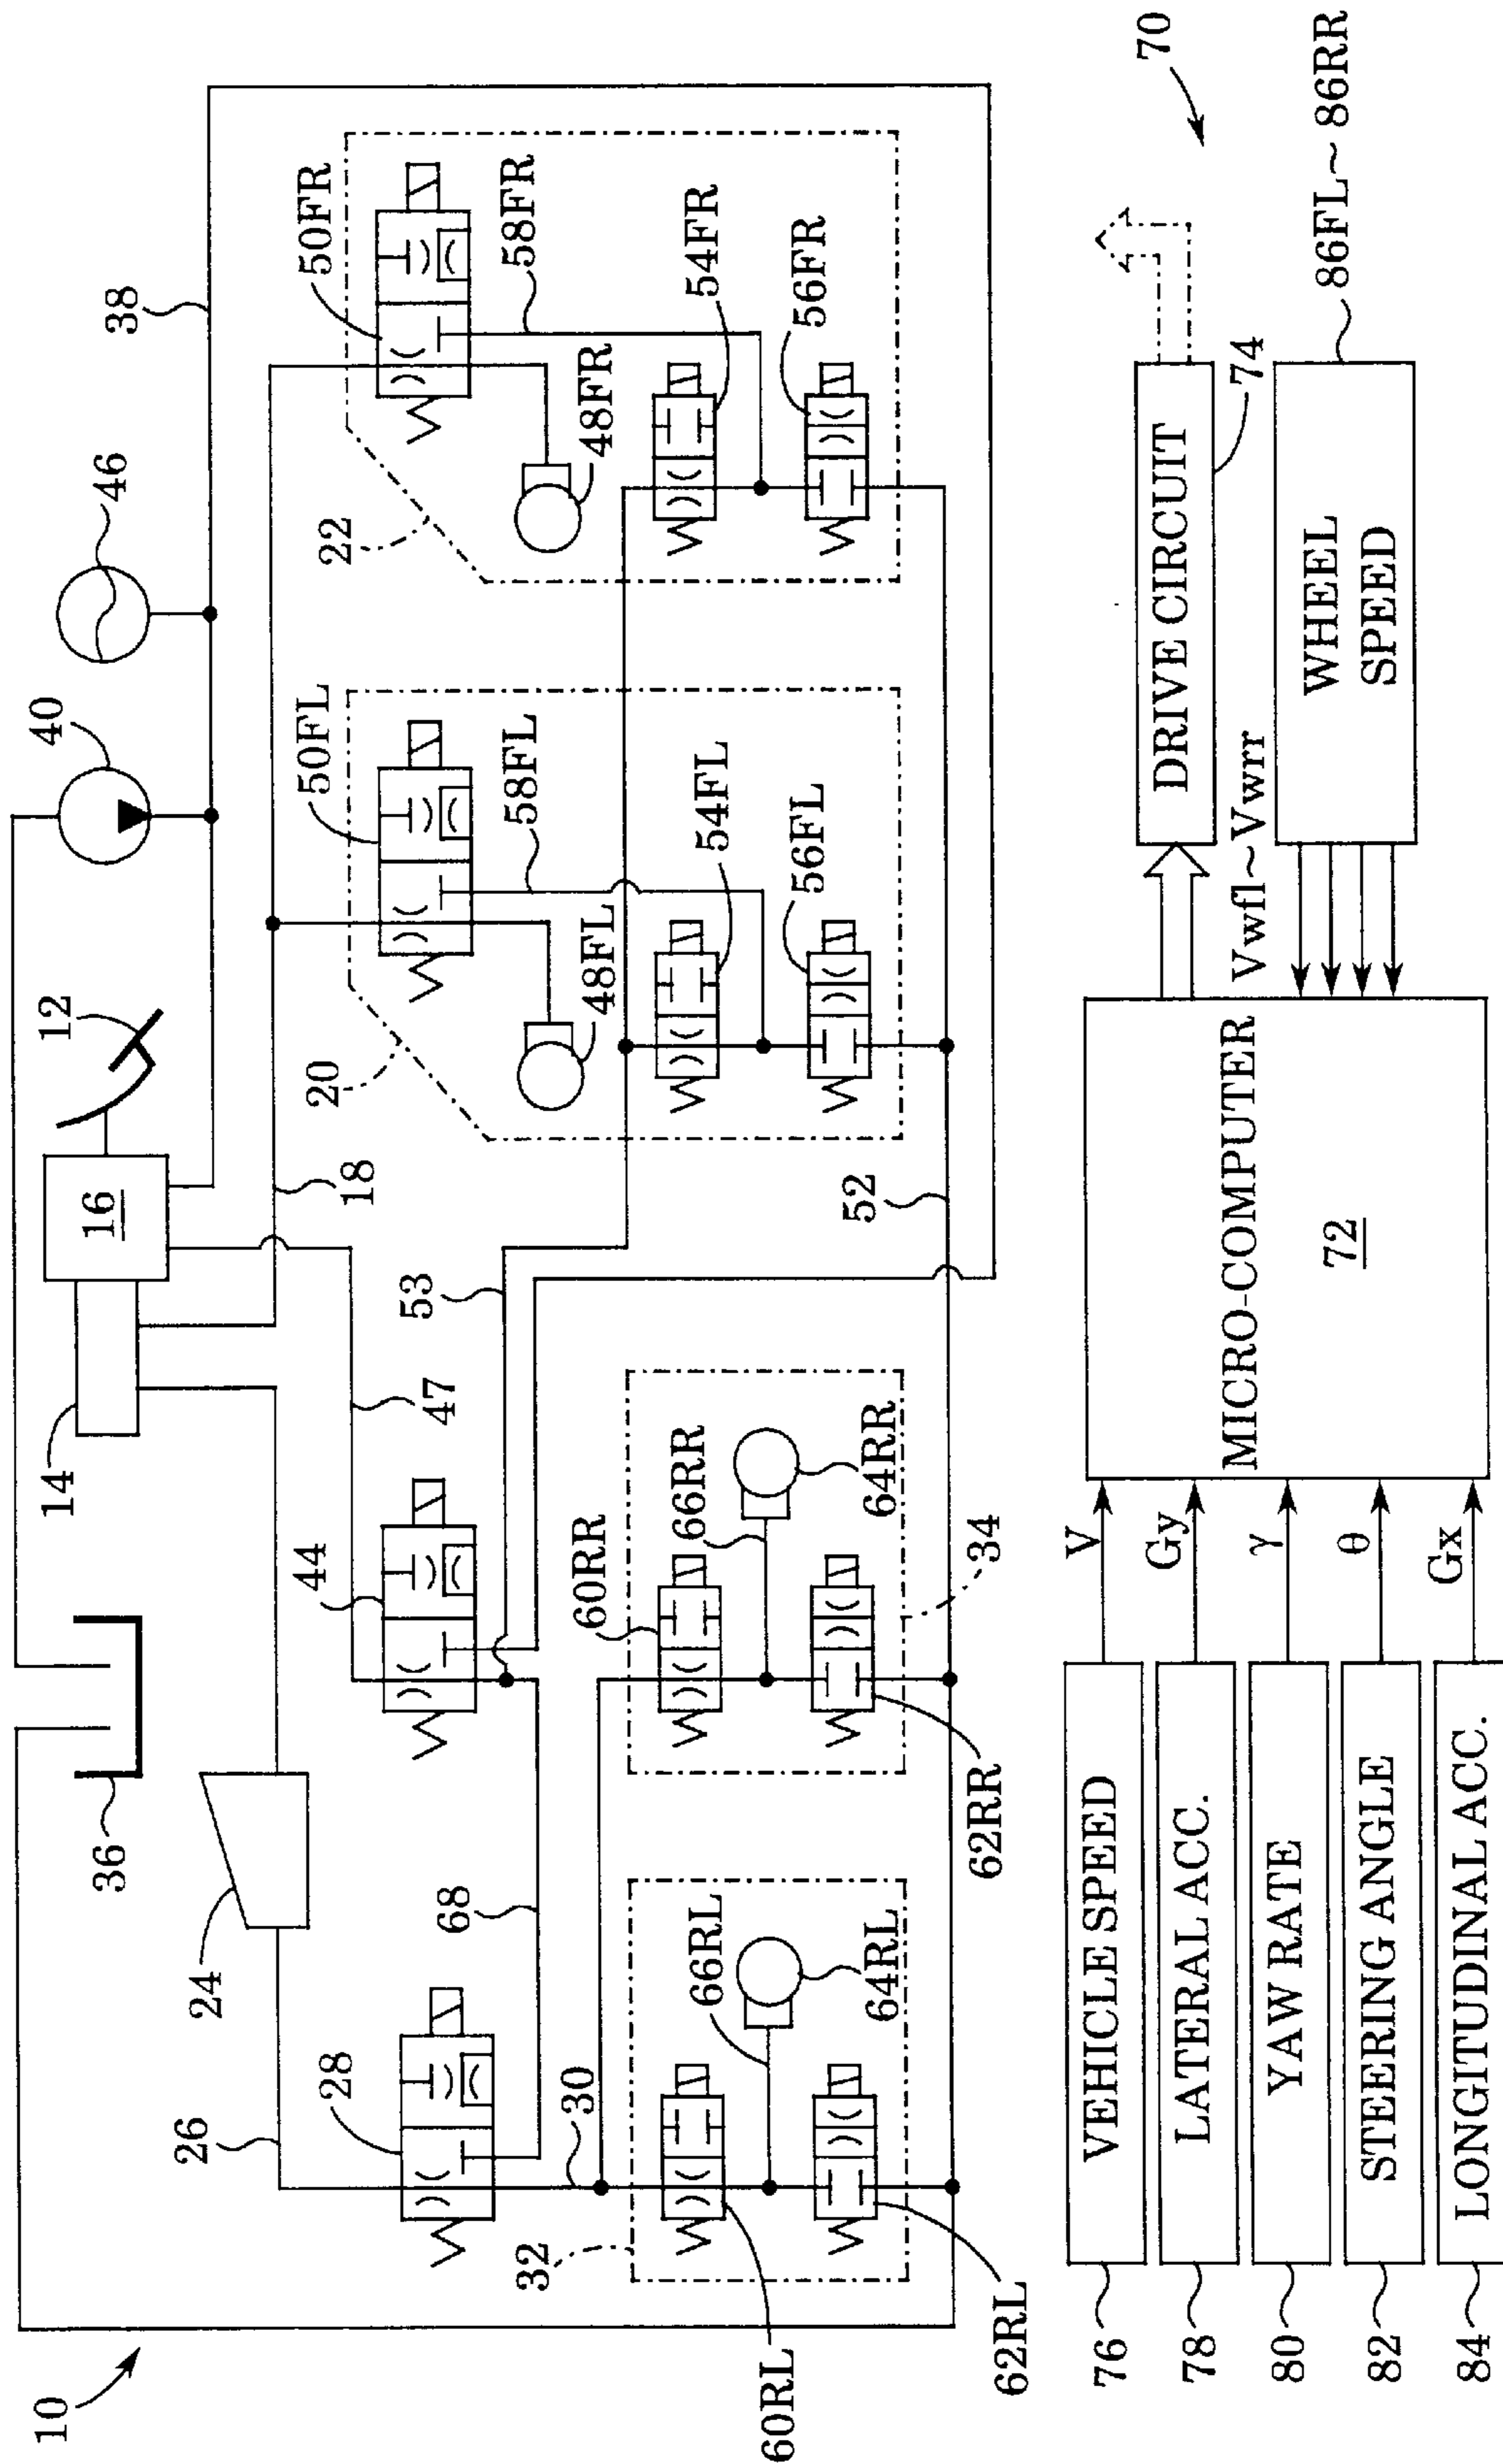 10
12
14
16
40
46
38
36
24
26
28
44
47
18
53
68
30
20
22
50FL
50FR
58FL
58FR
48FL
48FR
54FL
54FR
56FL
56FR
52
32
34
60RL
60RR
66RL
66RR
64RL
64RR
62RL
62RR
70
76
VEHICLE SPEED
V
78
LATERAL ACC.
Gy
80
YAW RATE
γ
82
STEERING ANGLE
θ
84
LONGITUDINAL ACC.
Gx
MICRO-COMPUTER
72
DRIVE CIRCUIT
74
Vwfl~Vwrr
WHEEL
SPEED
86FL~86RR